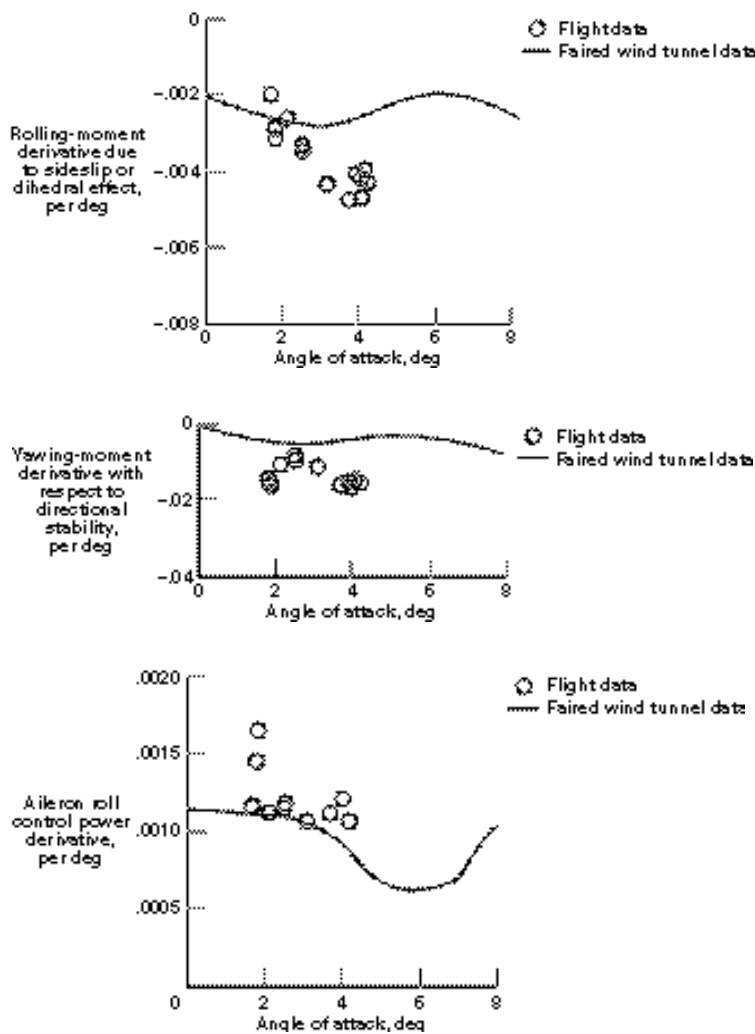 0
−.002
−.004
−.006
−.008
Rolling-moment
derivative due
to sideslip or
dihedral effect,
per deg
Flight data
Faired wind tunnel data
0 2 4 6 8
Angle of attack, deg
0
−.02
−.04
Yawing-moment
derivative with
respect to
directional
stability,
per deg
Flight data
Faired wind tunnel data
0 2 4 6 8
Angle of attack, deg
.0020
.0015
.0010
.0005
Aileron roll
control power
derivative,
per deg
Flight data
Faired wind tunnel data
0 2 4 6 8
Angle of attack, deg